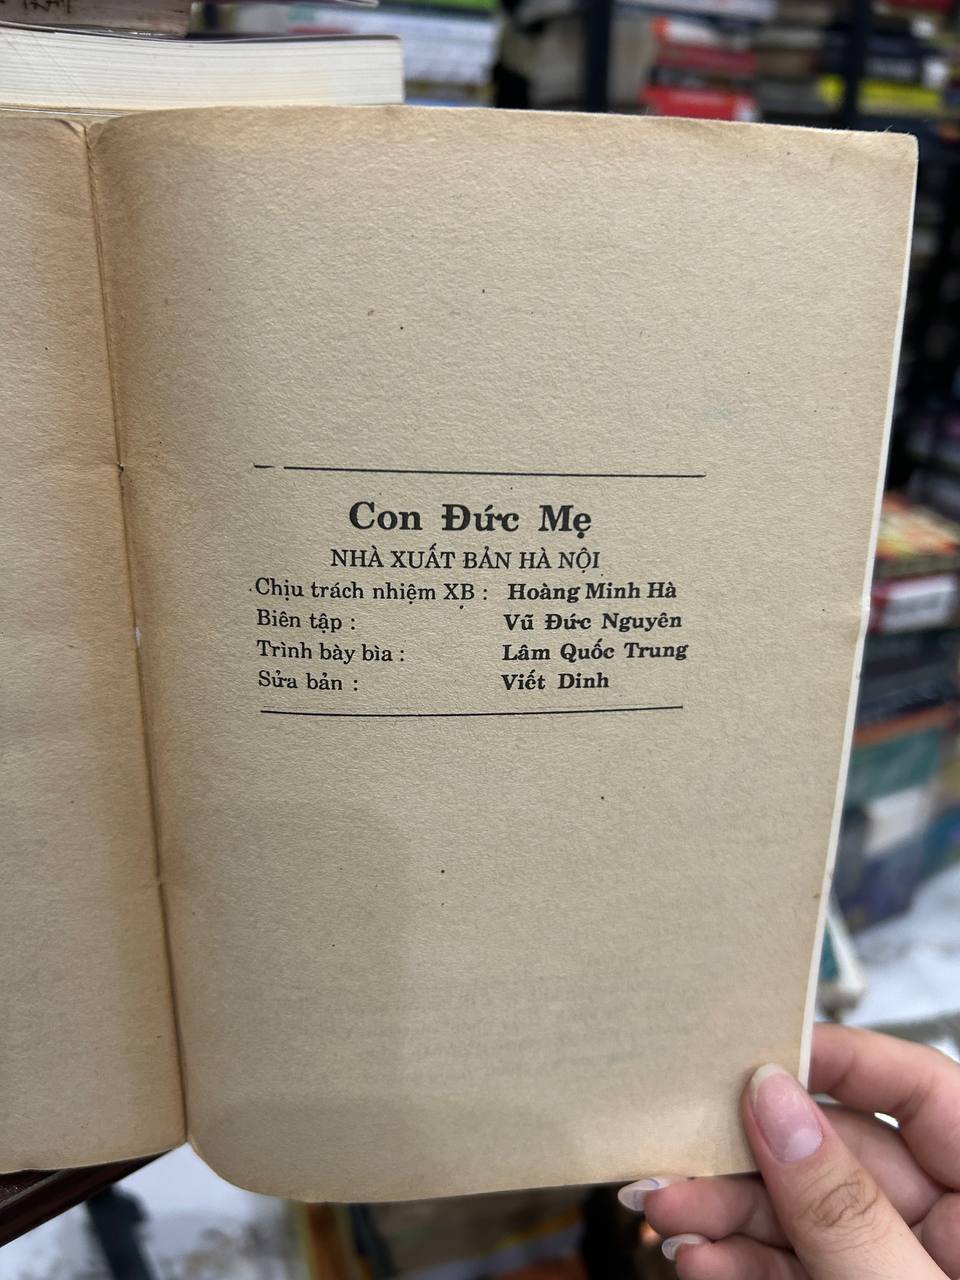 Con Đức Mẹ
NHÀ XUẤT BẢN HÀ NỘI
Chịu trách nhiệm XB : Hoàng Minh Hà
Biên tập : Vũ Đức Nguyên
Trình bày bìa : Lâm Quốc Trung
Sửa bản : Viết Dinh